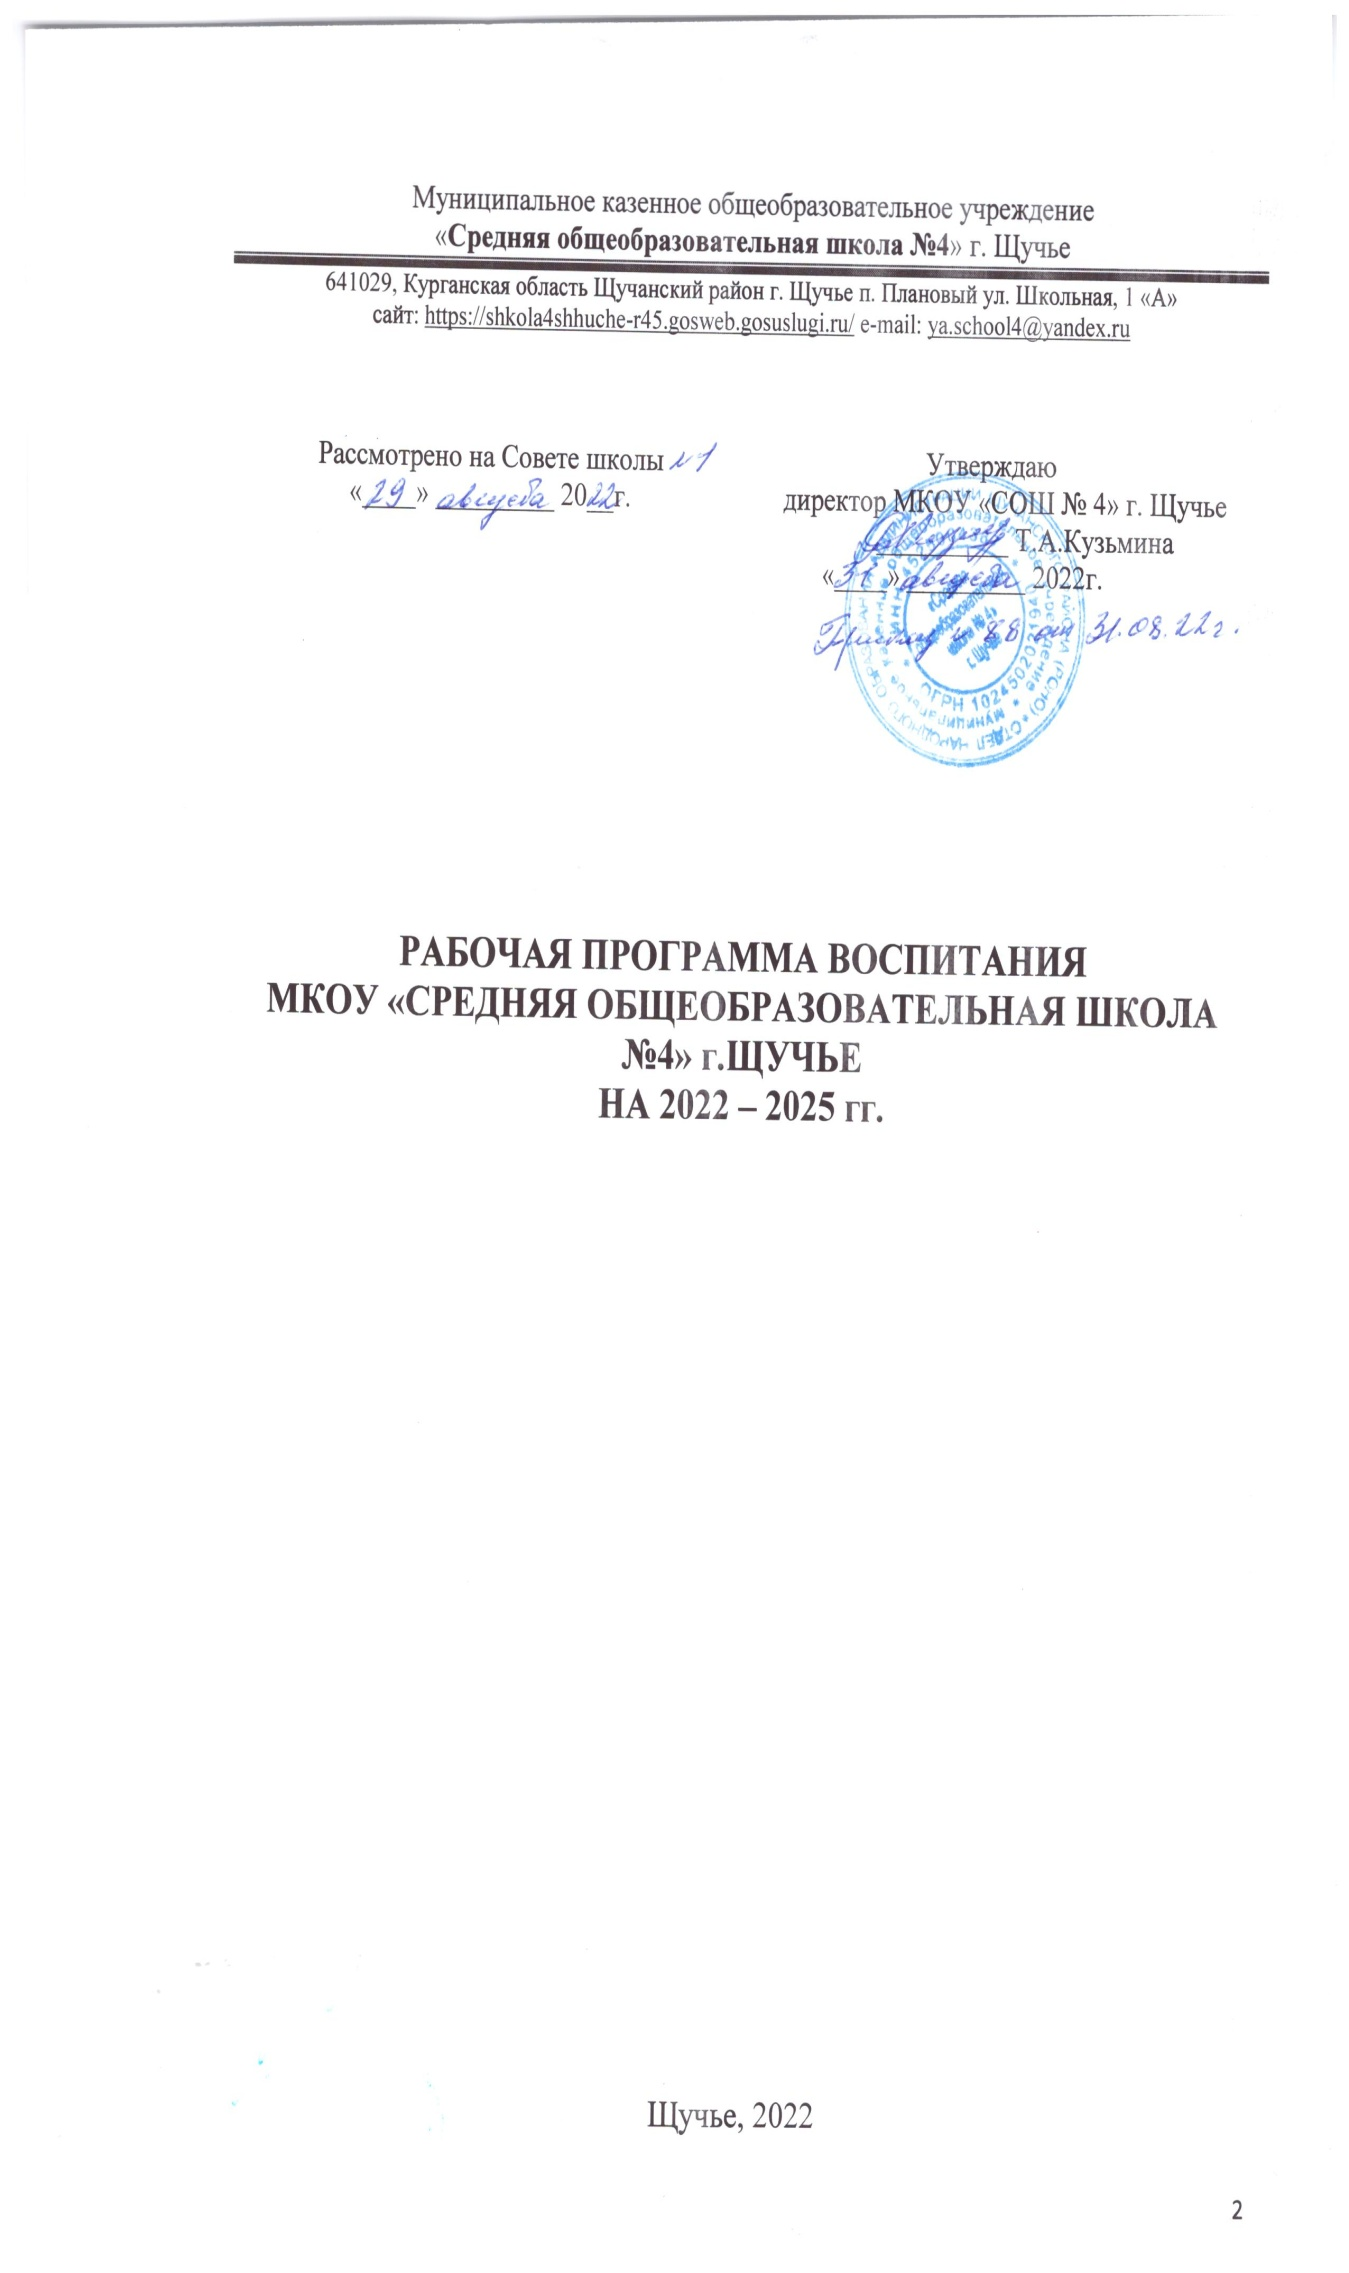 Муниципальное казенное общеобразовательное учреждение
«Средняя общеобразовательная школа №4» г. Щучье
641029, Курганская область Щучанский район г. Щучье п. Плановый ул. Школьная, 1 «А»
сайт: https://shkola4shhuche-r45.gosweb.gosuslugi.ru/ e-mail: ya.school4@yandex.ru
Рассмотрено на Совете школы №1
«29» августа 2022г.
Утверждаю
директор МКОУ «СОШ № 4» г. Щучье
Т.А.Кузьмина
«31» августа 2022г.
Приказ № 88 от 31.08.22г.
ОГРН 1024502021940
РАБОЧАЯ ПРОГРАММА ВОСПИТАНИЯ
МКОУ «СРЕДНЯЯ ОБЩЕОБРАЗОВАТЕЛЬНАЯ ШКОЛА
№4» г.ЩУЧЬЕ
НА 2022 – 2025 гг.
Щучье, 2022
2